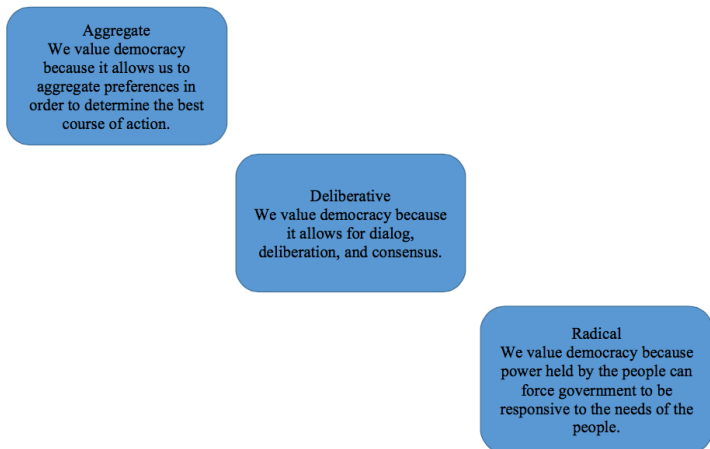 Aggregate
We value democracy
because it allows us to
aggregate preferences in
order to determine the best
course of action.
Deliberative
We value democracy because
it allows for dialog,
deliberation, and consensus.
Radical
We value democracy because
power held by the people can
force government to be
responsive to the needs of the
people.